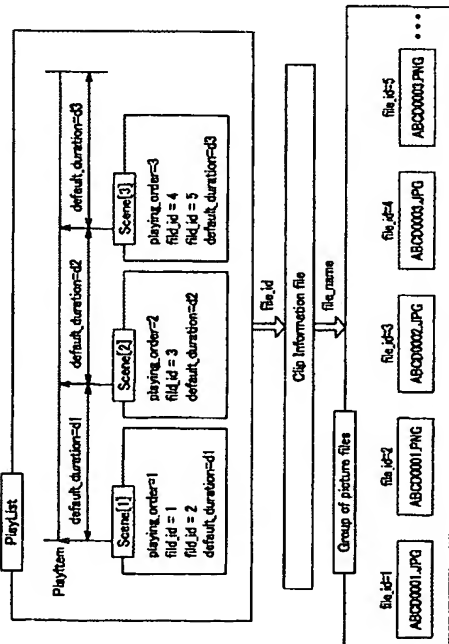 PlayList
PlayItem
default_duration=d1
default_duration=d2
default_duration=d3
Scene[1]
playing_order=1
fild_id = 1
fild_id = 2
default_duration=d1
Scene[2]
playing_order=2
fild_id = 3
default_duration=d2
Scene[3]
playing_order=3
fild_id = 4
fild_id = 5
default_duration=d3
file_id
Clip Information file
file_name
Group of picture files
file_id=1
ABCD0001.JPG
file_id=2
ABCD0001.PNG
file_id=3
ABCD0002.JPG
file_id=4
ABCD0003.JPG
file_id=5
ABCD0003.PNG
...